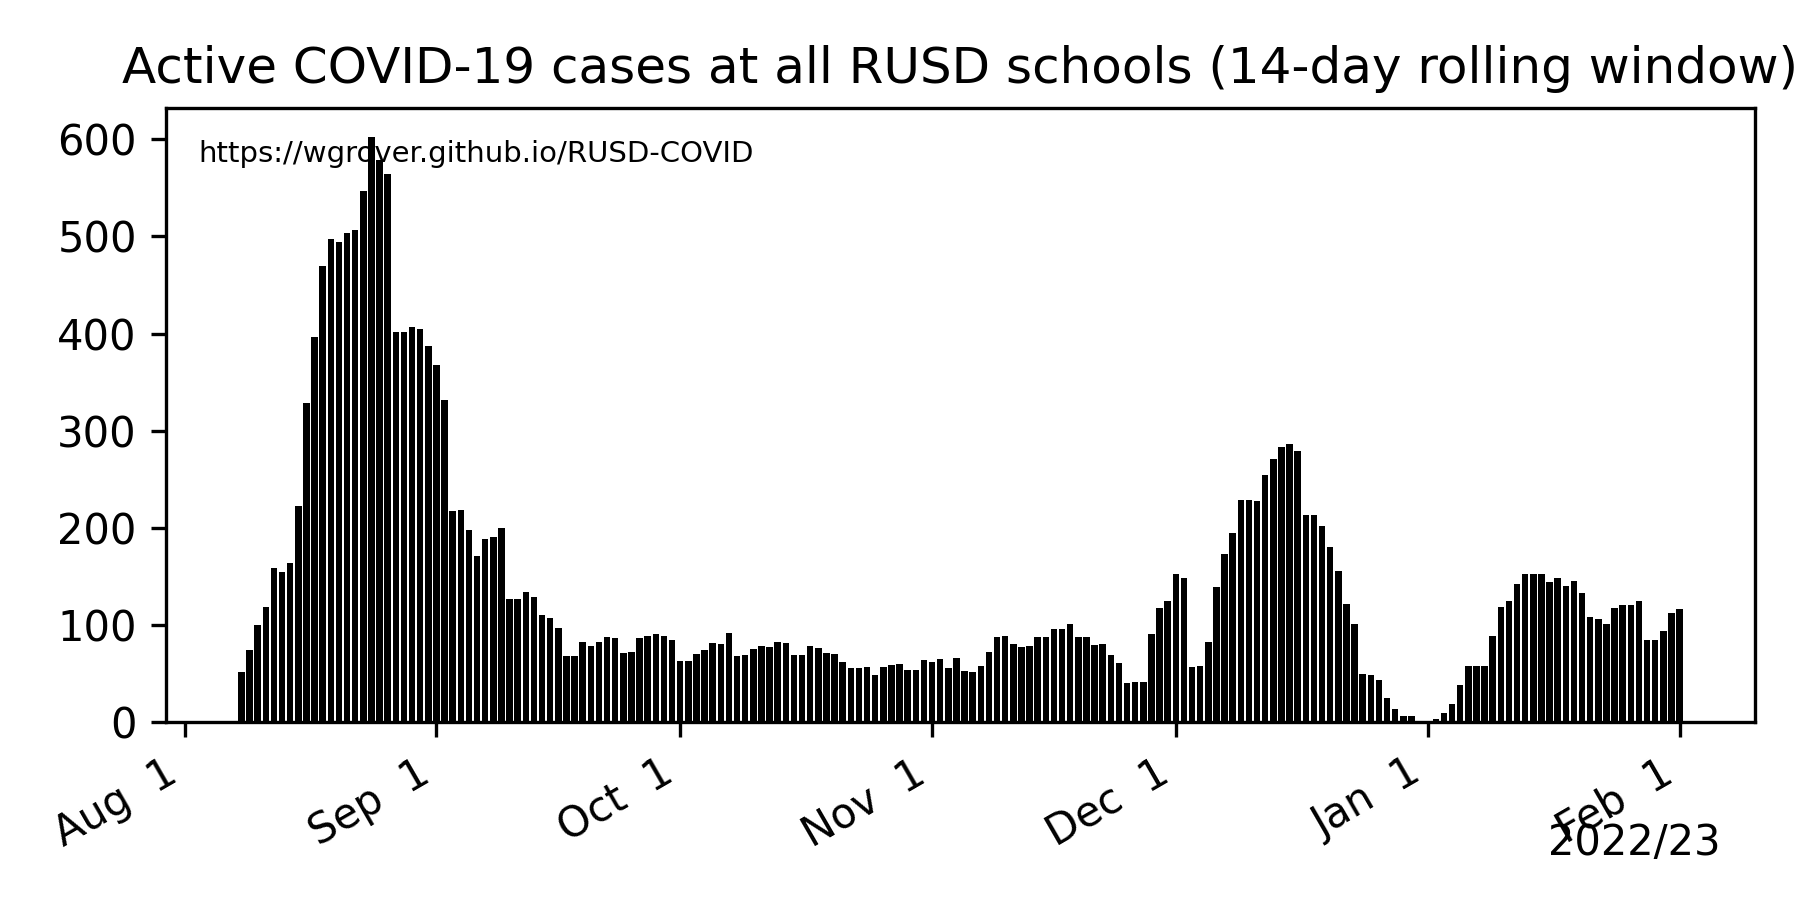 Active COVID-19 cases at all RUSD schools (14-day rolling window)
https://wgrover.github.io/RUSD-COVID
600
500
400
300
200
100
0
Aug 1
Sep 1
Oct 1
Nov 1
Dec 1
Jan 1
Feb 1
2022/23